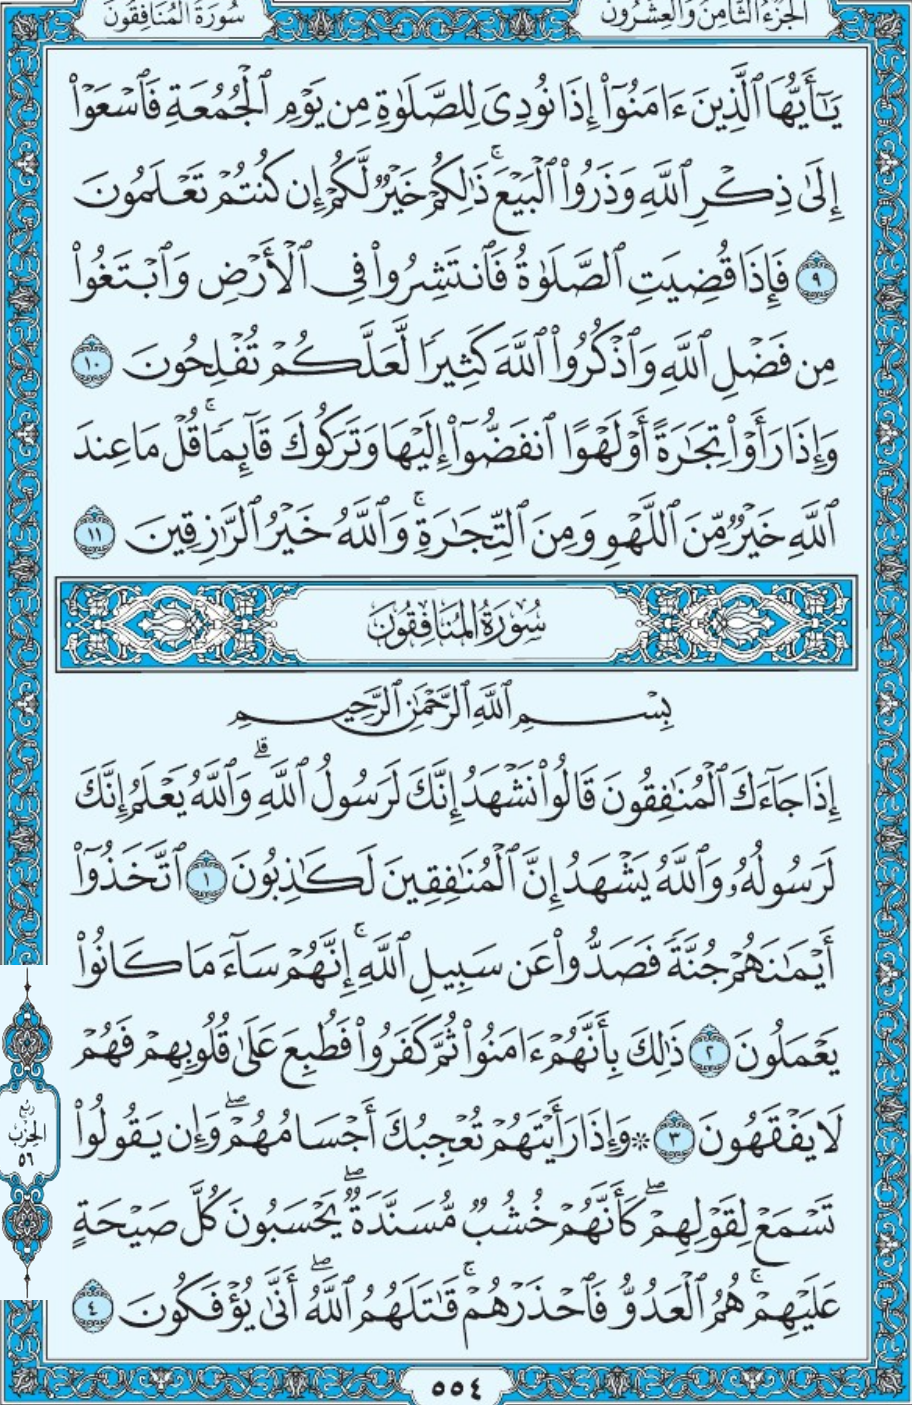 سُورَةُ المُنَافِقُون
الجُزْءُ الثَّامِنُ وَالعِشْرُون
يَٰٓأَيُّهَا ٱلَّذِينَ ءَامَنُوٓا۟ إِذَا نُودِىَ لِلصَّلَوٰةِ مِن يَوْمِ ٱلْجُمُعَةِ فَٱسْعَوْا۟
إِلَىٰ ذِكْرِ ٱللَّهِ وَذَرُوا۟ ٱلْبَيْعَ ۚ ذَٰلِكُمْ خَيْرٌ لَّكُمْ إِن كُنتُمْ تَعْلَمُونَ
٩ فَإِذَا قُضِيَتِ ٱلصَّلَوٰةُ فَٱنتَشِرُوا۟ فِى ٱلْأَرْضِ وَٱبْتَغُوا۟
مِن فَضْلِ ٱللَّهِ وَٱذْكُرُوا۟ ٱللَّهَ كَثِيرًا لَّعَلَّكُمْ تُفْلِحُونَ ١٠
وَإِذَا رَأَوْا۟ تِجَٰرَةً أَوْ لَهْوًا ٱنفَضُّوٓا۟ إِلَيْهَا وَتَرَكُوكَ قَآئِمًا ۚ قُلْ مَا عِندَ
ٱللَّهِ خَيْرٌ مِّنَ ٱللَّهْوِ وَمِنَ ٱلتِّجَٰرَةِ ۚ وَٱللَّهُ خَيْرُ ٱلرَّٰزِقِينَ ١١
سُورَةُ المُنَافِقُونَ
بِسْمِ ٱللَّهِ ٱلرَّحْمَٰنِ ٱلرَّحِيمِ
إِذَا جَآءَكَ ٱلْمُنَٰفِقُونَ قَالُوا۟ نَشْهَدُ إِنَّكَ لَرَسُولُ ٱللَّهِ ۗ وَٱللَّهُ يَعْلَمُ إِنَّكَ
لَرَسُولُهُۥ وَٱللَّهُ يَشْهَدُ إِنَّ ٱلْمُنَٰفِقِينَ لَكَٰذِبُونَ ١ ٱتَّخَذُوٓا۟
أَيْمَٰنَهُمْ جُنَّةً فَصَدُّوا۟ عَن سَبِيلِ ٱللَّهِ ۚ إِنَّهُمْ سَآءَ مَا كَانُوا۟
يَعْمَلُونَ ٢ ذَٰلِكَ بِأَنَّهُمْ ءَامَنُوا۟ ثُمَّ كَفَرُوا۟ فَطُبِعَ عَلَىٰ قُلُوبِهِمْ فَهُمْ
لَا يَفْقَهُونَ ٣ ۞ وَإِذَا رَأَيْتَهُمْ تُعْجِبُكَ أَجْسَامُهُمْ ۖ وَإِن يَقُولُوا۟
تَسْمَعْ لِقَوْلِهِمْ ۖ كَأَنَّهُمْ خُشُبٌ مُّسَنَّدَةٌ ۖ يَحْسَبُونَ كُلَّ صَيْحَةٍ
عَلَيْهِمْ ۚ هُمُ ٱلْعَدُوُّ فَٱحْذَرْهُمْ ۚ قَٰتَلَهُمُ ٱللَّهُ ۖ أَنَّىٰ يُؤْفَكُونَ ٤
رُبْعُ
الحِزْبِ
٥٦
٥٥٤